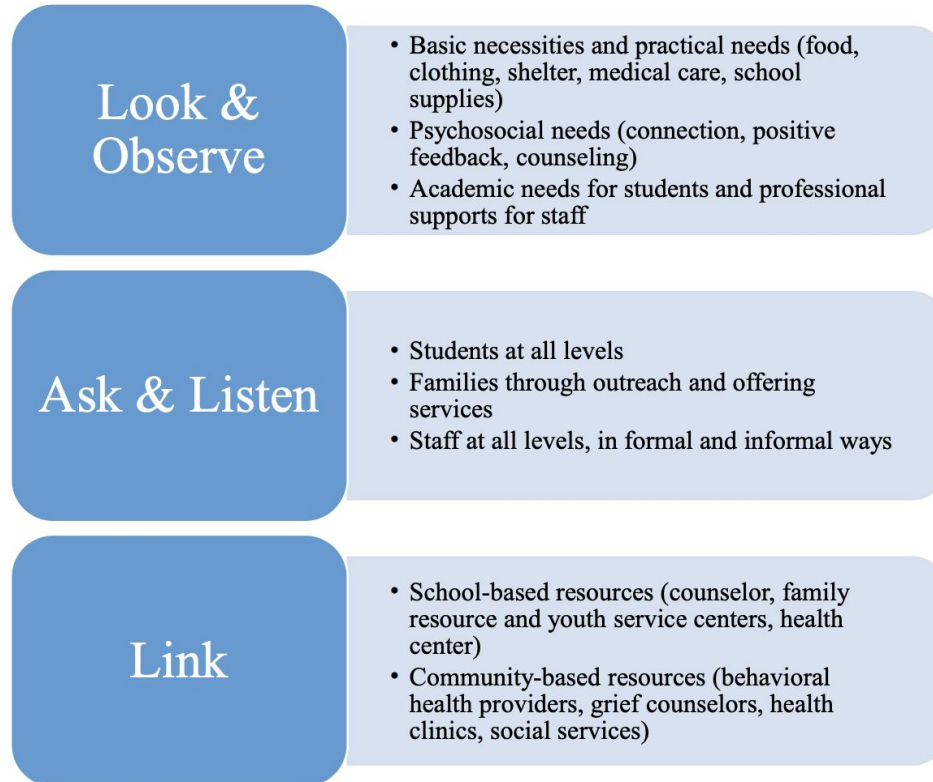 Look &
Observe
• Basic necessities and practical needs (food,
clothing, shelter, medical care, school
supplies)
• Psychosocial needs (connection, positive
feedback, counseling)
• Academic needs for students and professional
supports for staff
Ask & Listen
• Students at all levels
• Families through outreach and offering
services
• Staff at all levels, in formal and informal ways
Link
• School-based resources (counselor, family
resource and youth service centers, health
center)
• Community-based resources (behavioral
health providers, grief counselors, health
clinics, social services)